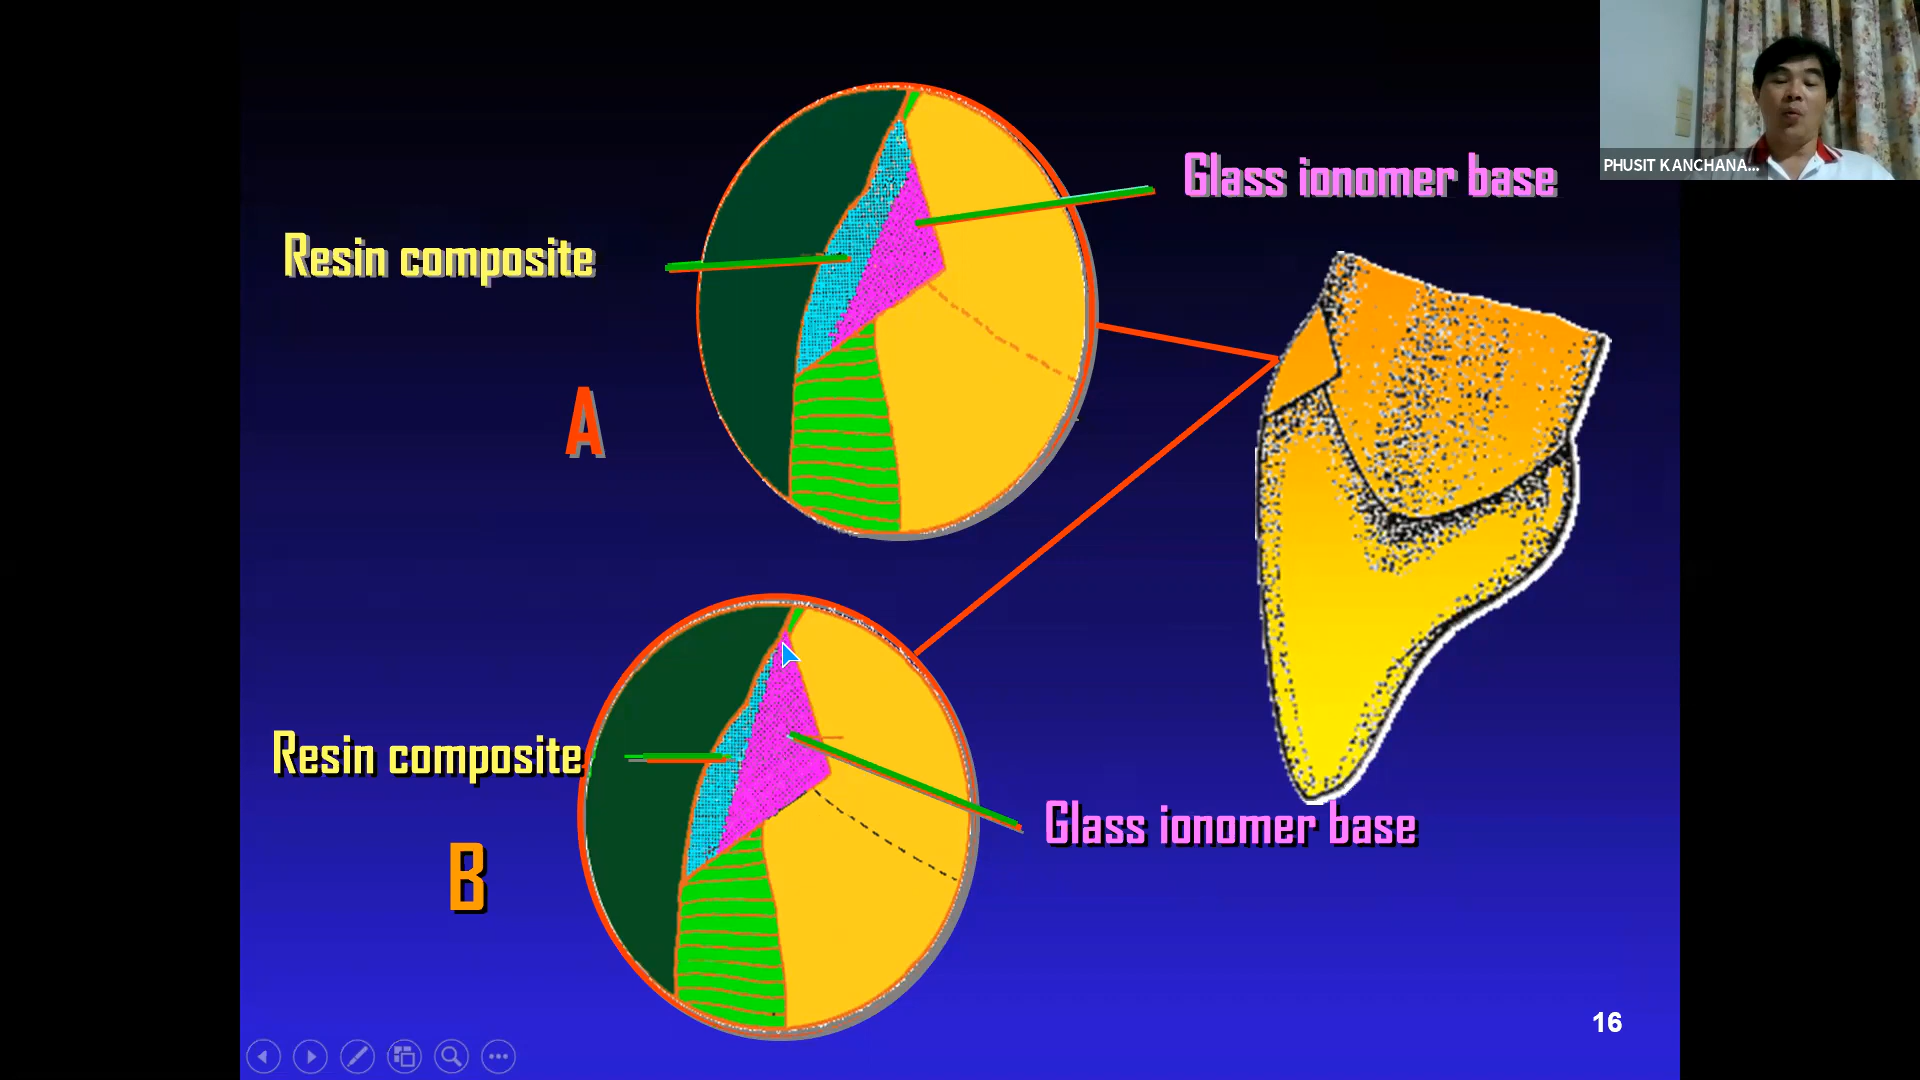 PHUSIT KANCHANA...
Glass ionomer base
Resin composite
A
Resin composite
Glass ionomer base
B
16